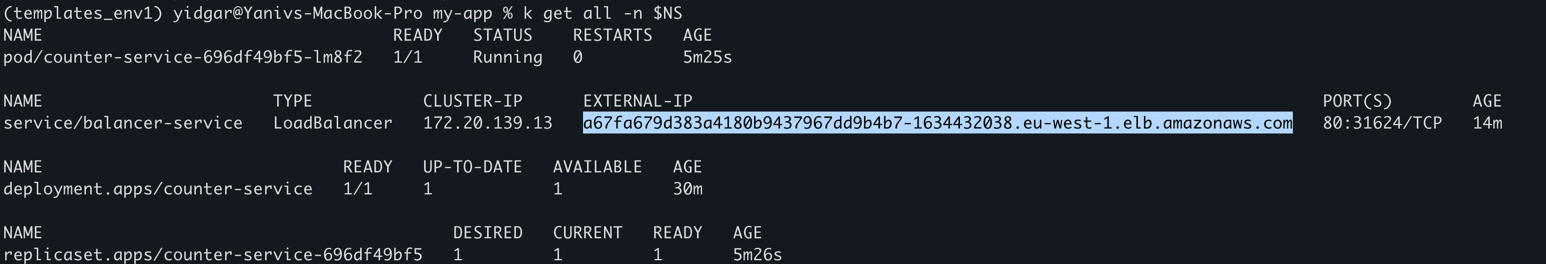 (templates_env1) yidgar@Yanivs-MacBook-Pro my-app % k get all -n $NS
NAME READY STATUS RESTARTS AGE
pod/counter-service-696df49bf5-lm8f2 1/1 Running 0 5m25s
NAME TYPE CLUSTER-IP EXTERNAL-IP PORT(S) AGE
service/balancer-service LoadBalancer 172.20.139.13 a67fa679d383a4180b9437967dd9b4b7-1634432038.eu-west-1.elb.amazonaws.com 80:31624/TCP 14m
NAME READY UP-TO-DATE AVAILABLE AGE
deployment.apps/counter-service 1/1 1 1 30m
NAME DESIRED CURRENT READY AGE
replicaset.apps/counter-service-696df49bf5 1 1 1 5m26s